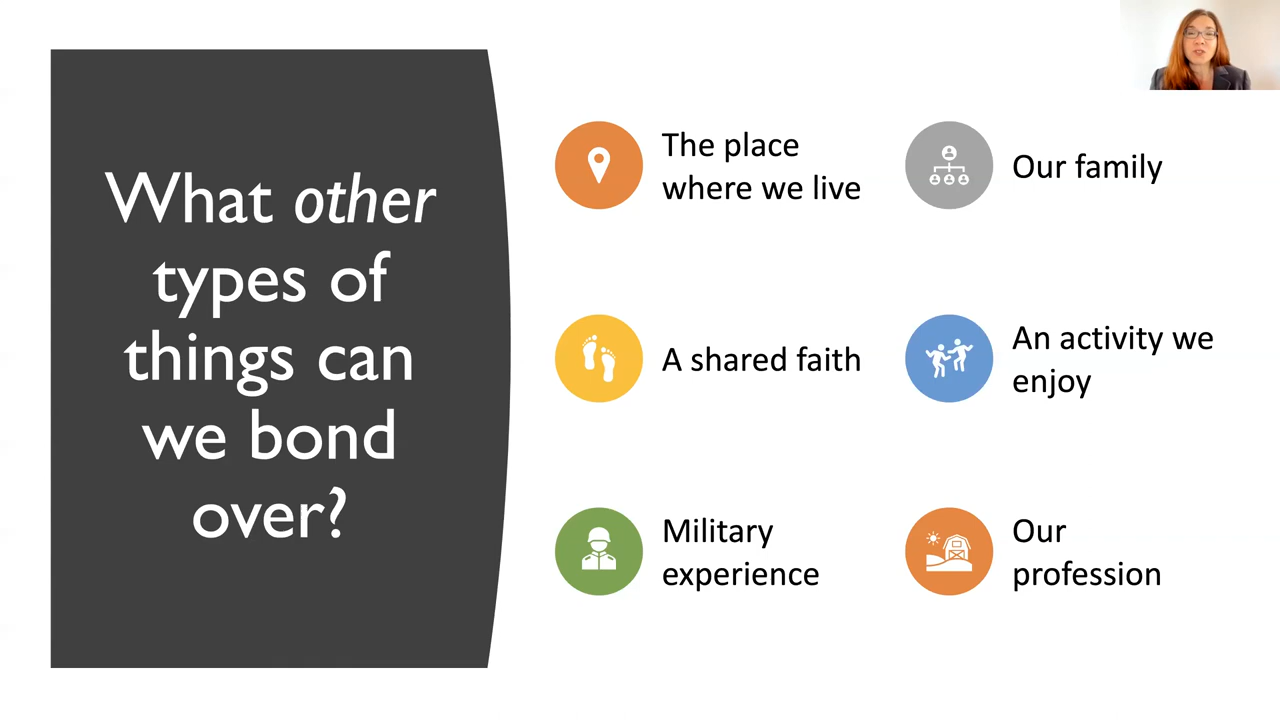 What other
types of
things can
we bond
over?
The place
where we live
Our family
A shared faith
An activity we
enjoy
Military
experience
Our
profession